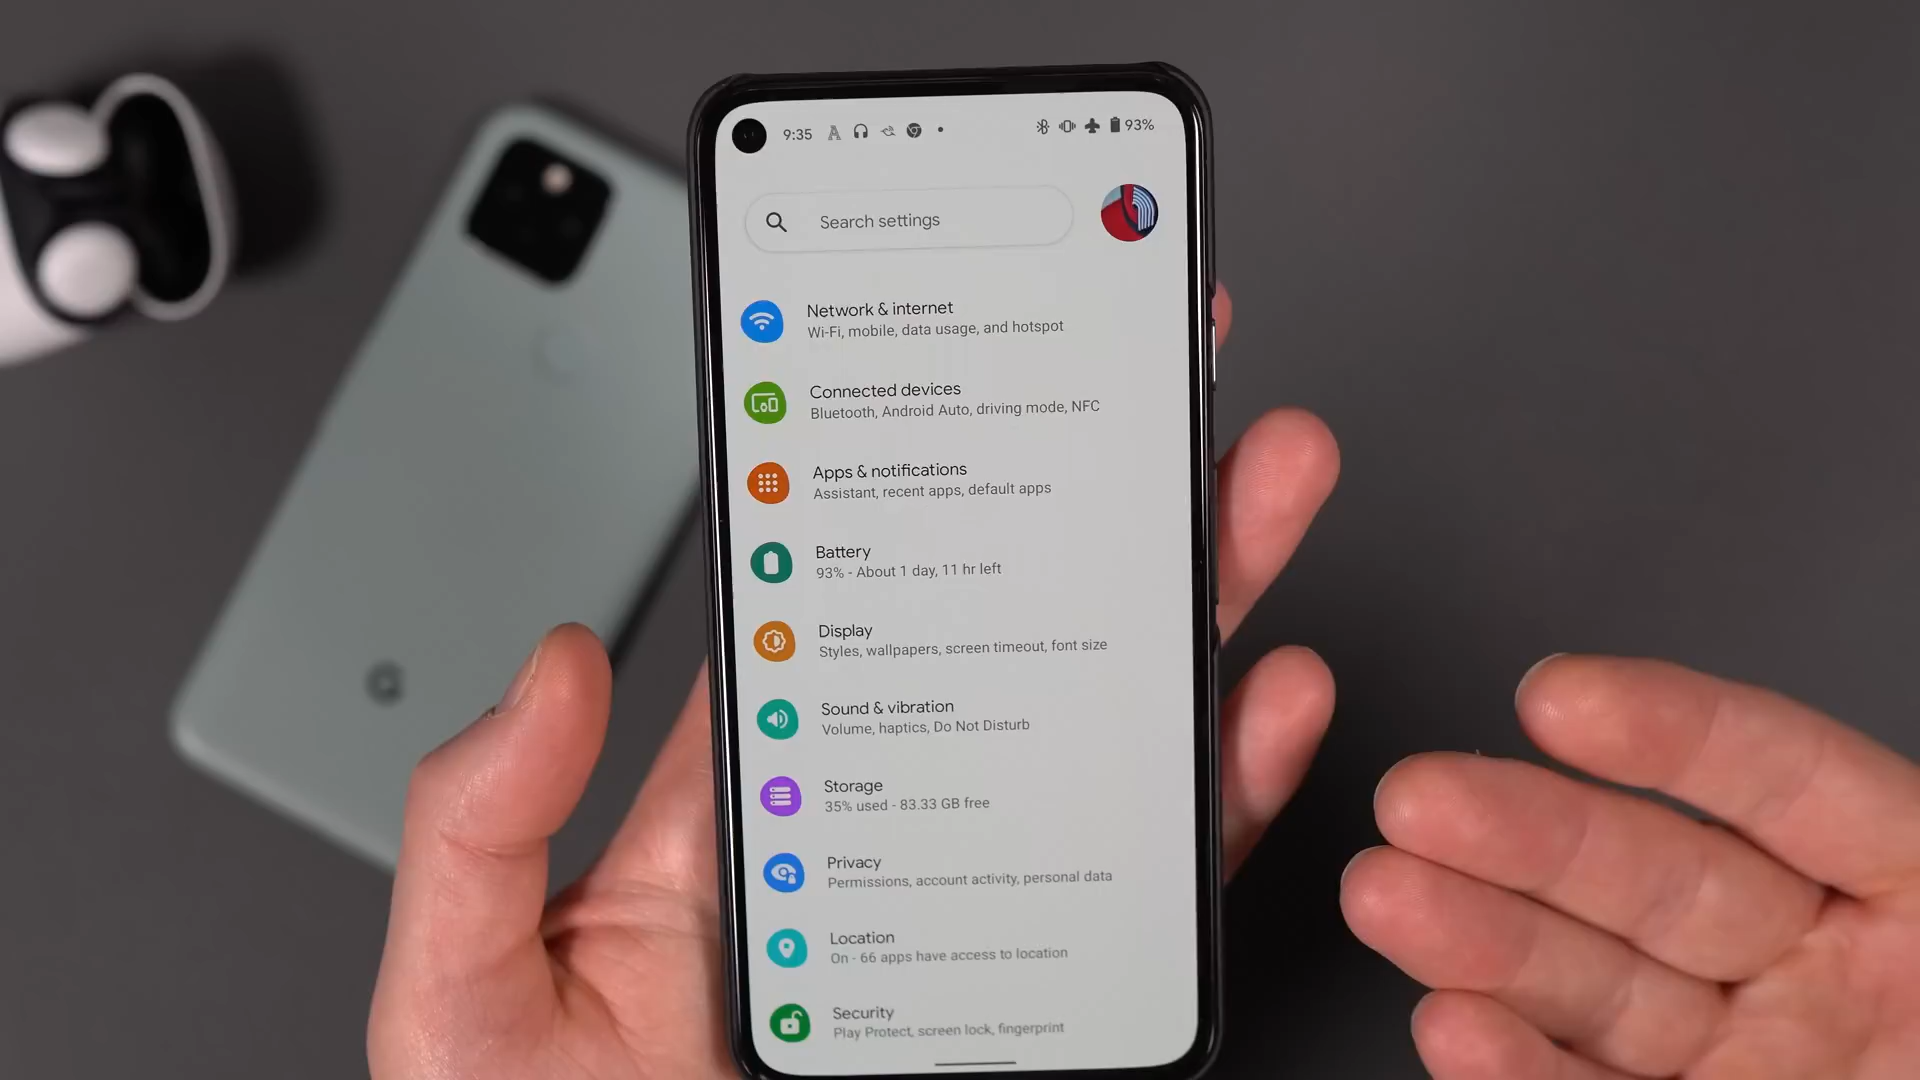 9:35 93%
Search settings
Network & internet
Wi-Fi, mobile, data usage, and hotspot
Connected devices
Bluetooth, Android Auto, driving mode, NFC
Apps & notifications
Assistant, recent apps, default apps
Battery
93% - About 1 day, 11 hr left
Display
Styles, wallpapers, screen timeout, font size
Sound & vibration
Volume, haptics, Do Not Disturb
Storage
35% used - 83.33 GB free
Privacy
Permissions, account activity, personal data
Location
On - 66 apps have access to location
Security
Play Protect, screen lock, fingerprint